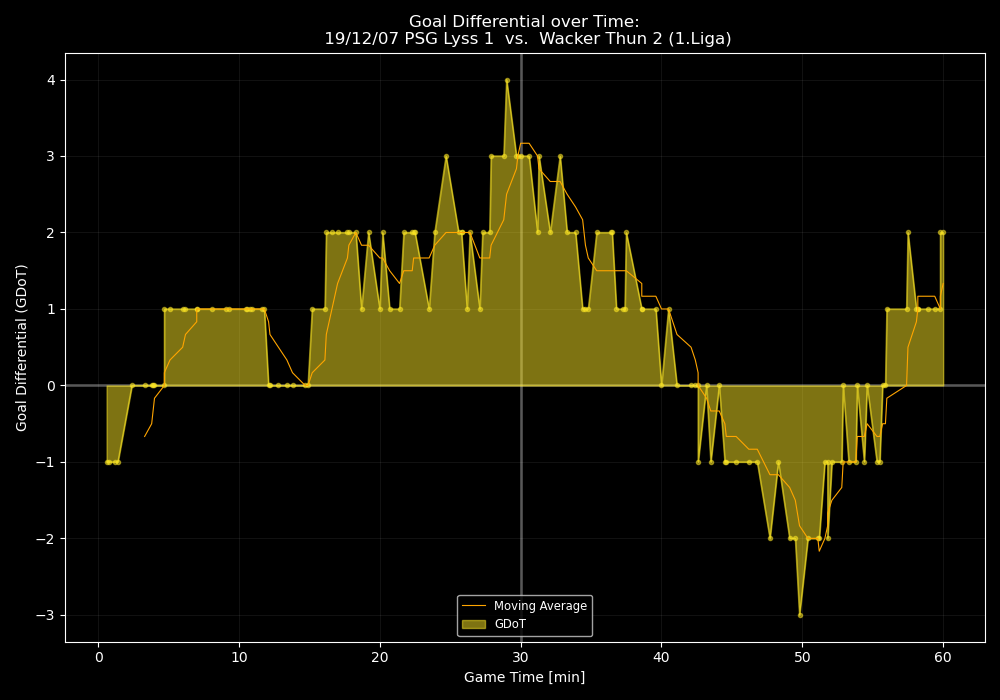 Goal Differential over Time:
19/12/07 PSG Lyss 1  vs.  Wacker Thun 2 (1.Liga)
Goal Differential (GDoT)
4
3
2
1
0
−1
−2
−3
Moving Average
GDoT
0 10 20 30 40 50 60
Game Time [min]